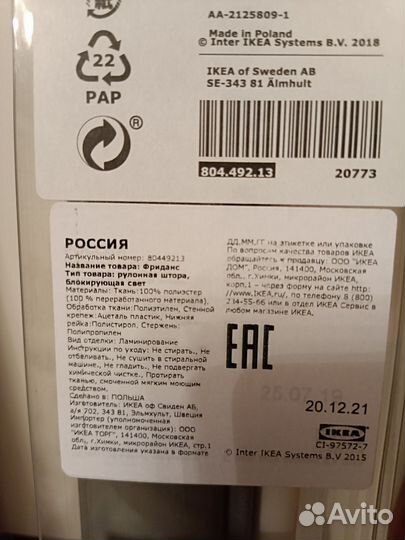 AA-2125809-1
Made in Poland
© Inter IKEA Systems B.V. 2018
22
PAP
IKEA of Sweden AB
SE-343 81 Älmhult
®
804.492.13
20773
РОССИЯ
Артикульный номер: 80449213
Название товара: Фриданс
Тип товара: рулонная штора,
блокирующая свет
Материалы: Ткань:100% полиэстер
(100 % переработанного материала).
Обработка ткани:Полиэтилен, Стенной
крепеж:Ацеталь пластик, Нижняя
рейка:Полистирол, Стержень:
Полипропилен
Вид отделки: Ламинирование
Инструкции по уходу: Не стирать., Не
отбеливать., Не сушить в стиральной
машине., Не гладить., Не подвергать
химической чистке., Протирать
тканью, смоченной мягким моющим
средством.
Сделано в: ПОЛЬША
Изготовитель: ИКЕА оф Свиден АБ,
а/я 702, 343 81, Эльмхульт, Швеция
Импортер (уполномоченная
изготовителем организация): ООО
"ИКЕА ТОРГ", 141400, Московская обл.,
г.Химки, микрорайон ИКЕА, стр.1
Дата изготовления указана в формате
ДД.ММ.ГГ на этикетке или упаковке
По вопросам качества товаров ИКЕА
обращайтесь к продавцу: ООО "ИКЕА
ДОМ", Россия, 141400, Московская
обл., г.Химки, микрорайон ИКЕА,
корп.1 - через форму на сайте http:
//www.IKEA.ru/, по телефону 8 (800)
234-55-66 или в отдел ИКЕА Сервис в
любом магазине ИКЕА.
EAC
20.12.21
IKEA
CI-97572-7
© Inter IKEA Systems B.V 2015
Avito